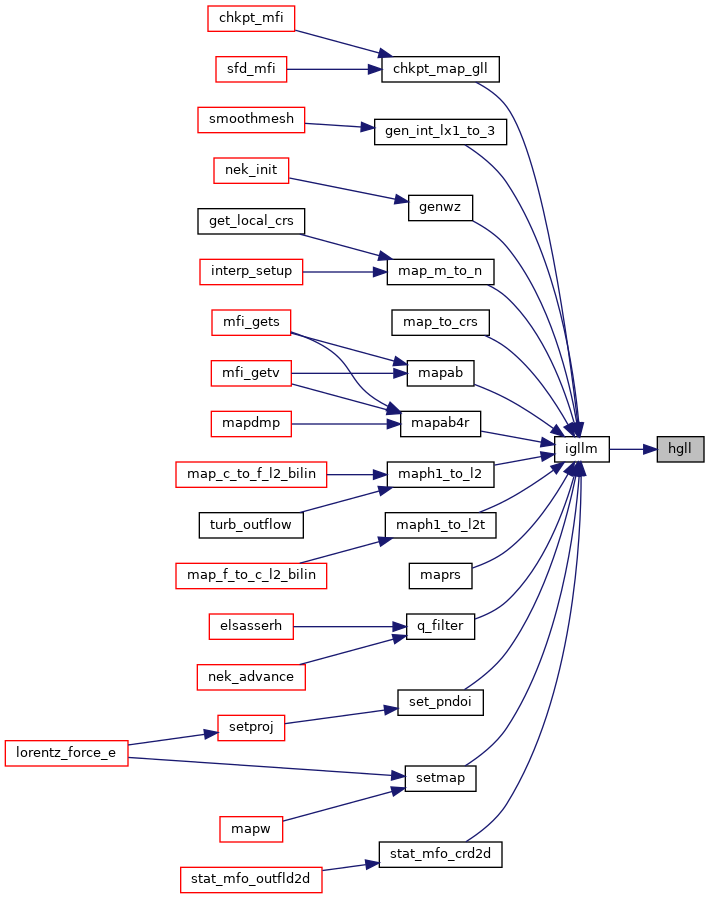 chkpt_mfi
chkpt_map_gll
sfd_mfi
smoothmesh
gen_int_lx1_to_3
nek_init
genwz
get_local_crs
map_m_to_n
interp_setup
mfi_gets
map_to_crs
mfi_getv
mapab
mapdmp
mapab4r
igllm
hgll
map_c_to_f_l2_bilin
maph1_to_l2
turb_outflow
maph1_to_l2t
map_f_to_c_l2_bilin
maprs
elsasserh
q_filter
nek_advance
set_pndoi
setproj
lorentz_force_e
setmap
mapw
stat_mfo_crd2d
stat_mfo_outfld2d